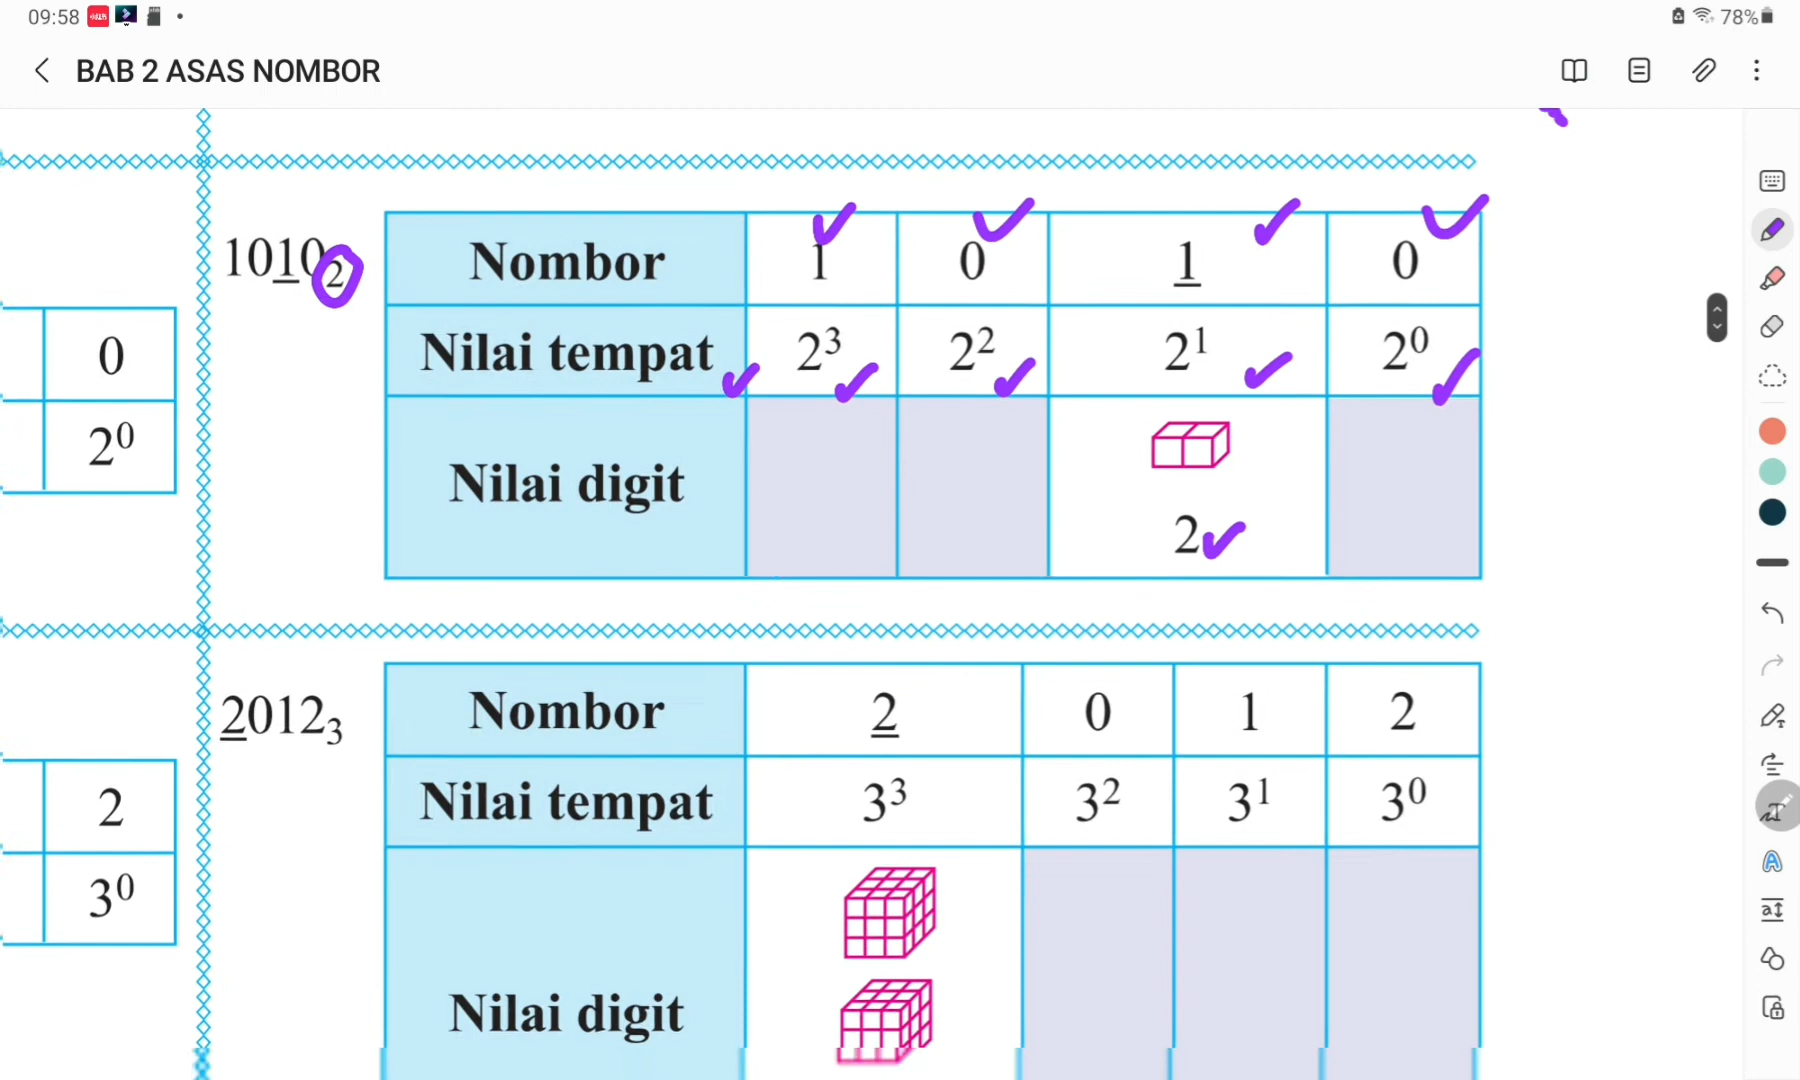 09:58
78%
BAB 2 ASAS NOMBOR
1010₂ Nombor 1 0 1 0
Nilai tempat 2³ 2² 2¹ 2⁰
Nilai digit
2
0
2⁰
2012₃ Nombor 2 0 1 2
Nilai tempat 3³ 3² 3¹ 3⁰
Nilai digit
2
3⁰